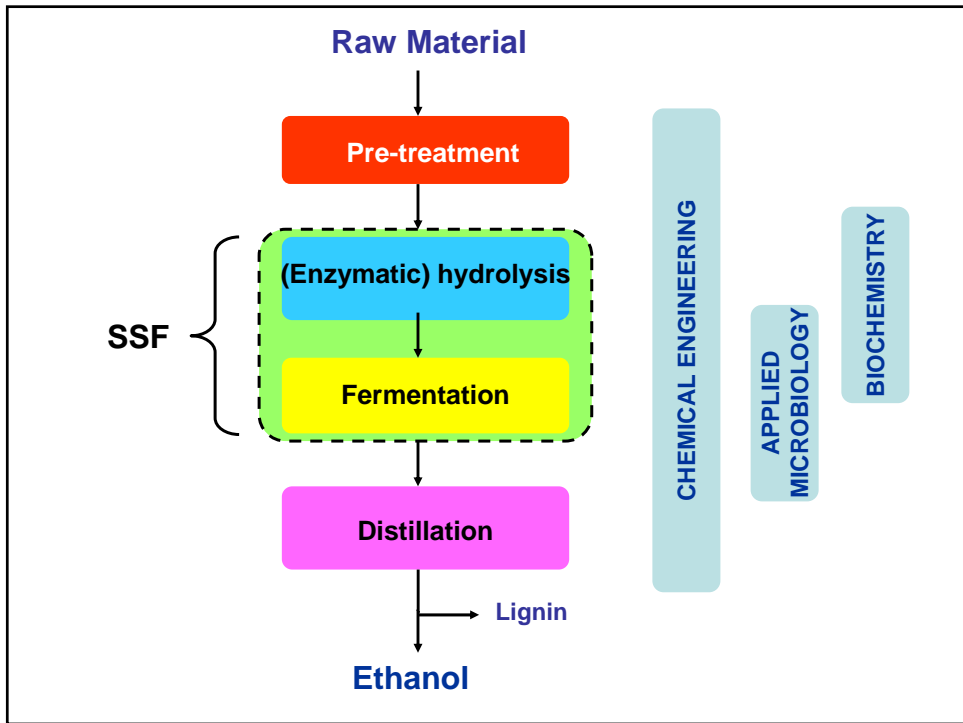 Raw Material
Pre-treatment
(Enzymatic) hydrolysis
SSF
Fermentation
Distillation
Lignin
Ethanol
CHEMICAL ENGINEERING
APPLIED
MICROBIOLOGY
BIOCHEMISTRY